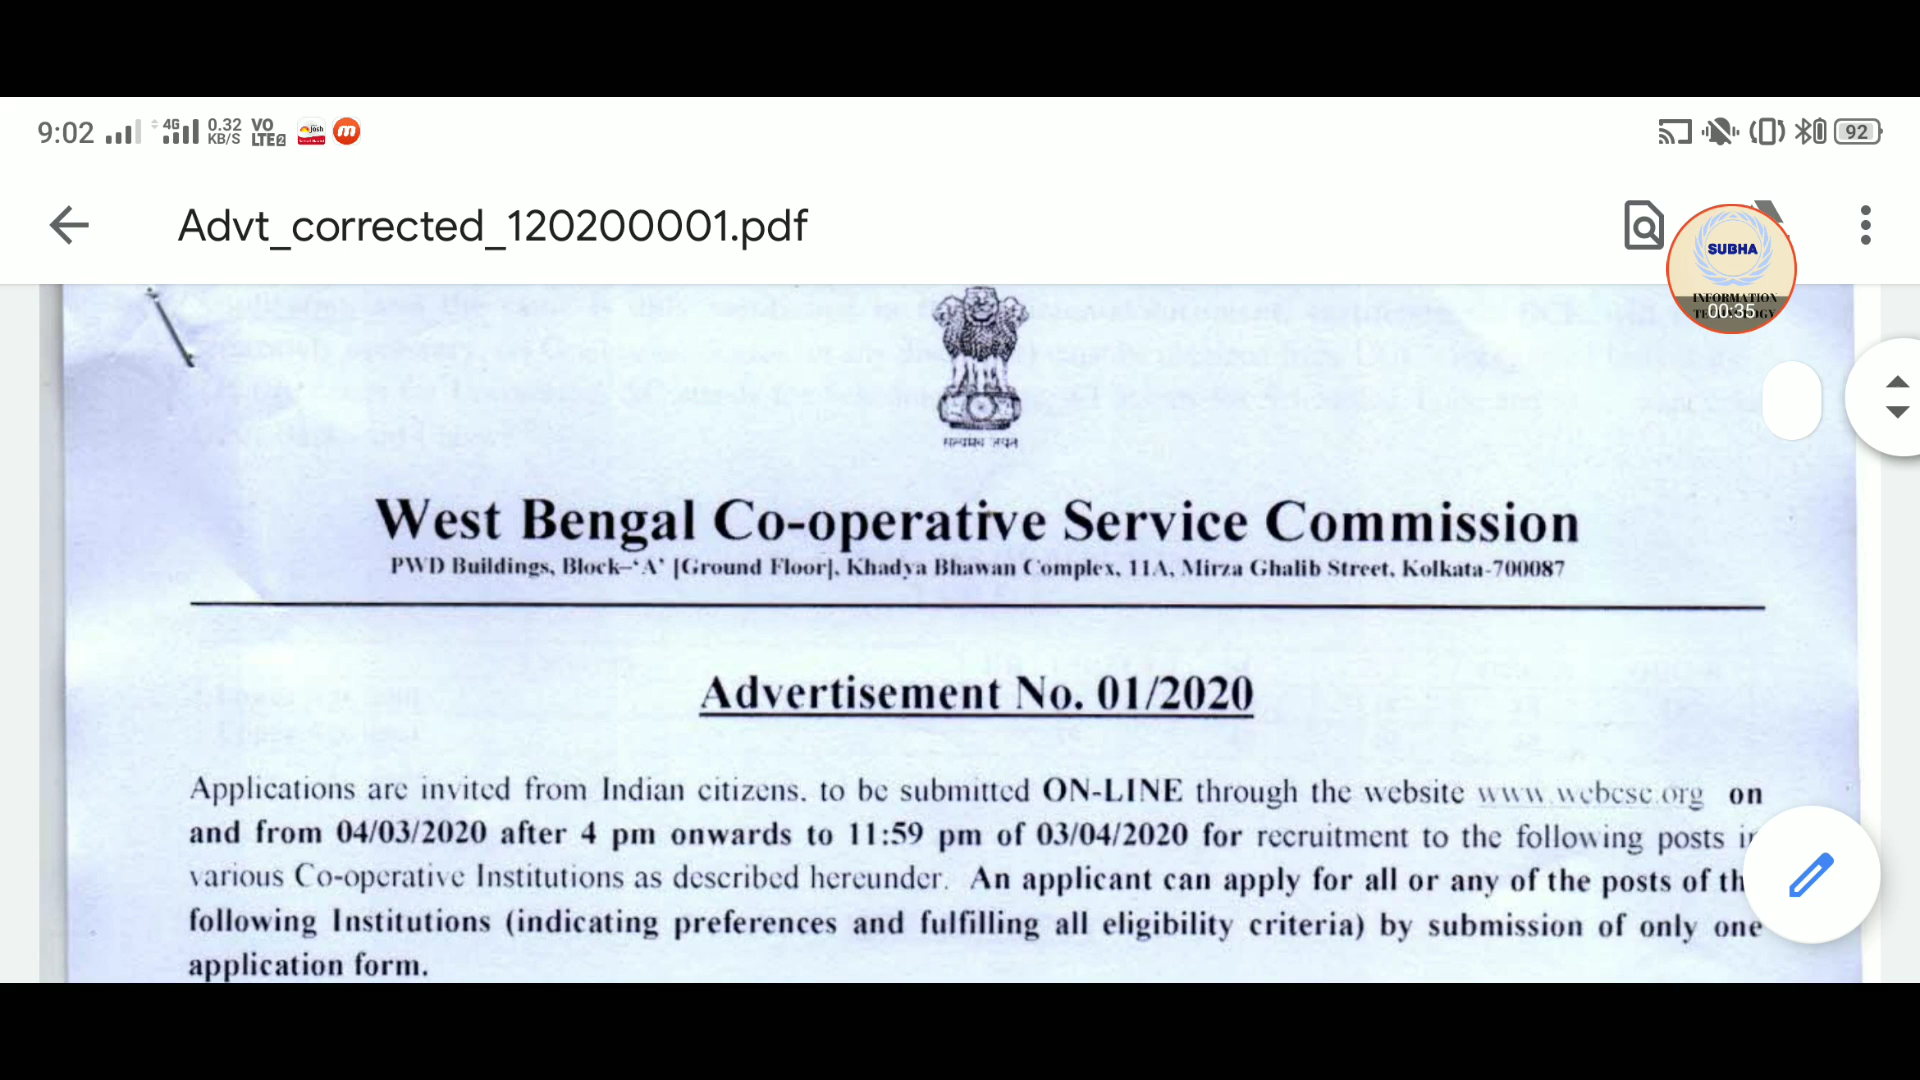 9:02 4G 0.32 KB/S VO LTE2 josh m 92
Advt_corrected_120200001.pdf
SUBHA
INFORMATION
00:35
West Bengal Co-operative Service Commission
PWD Buildings, Block–‘A’ [Ground Floor], Khadya Bhawan Complex, 11A, Mirza Ghalib Street, Kolkata-700087
Advertisement No. 01/2020
Applications are invited from Indian citizens, to be submitted ON-LINE through the website www.webcsc.org on
and from 04/03/2020 after 4 pm onwards to 11:59 pm of 03/04/2020 for recruitment to the following posts in
various Co-operative Institutions as described hereunder. An applicant can apply for all or any of the posts of th
following Institutions (indicating preferences and fulfilling all eligibility criteria) by submission of only one
application form.